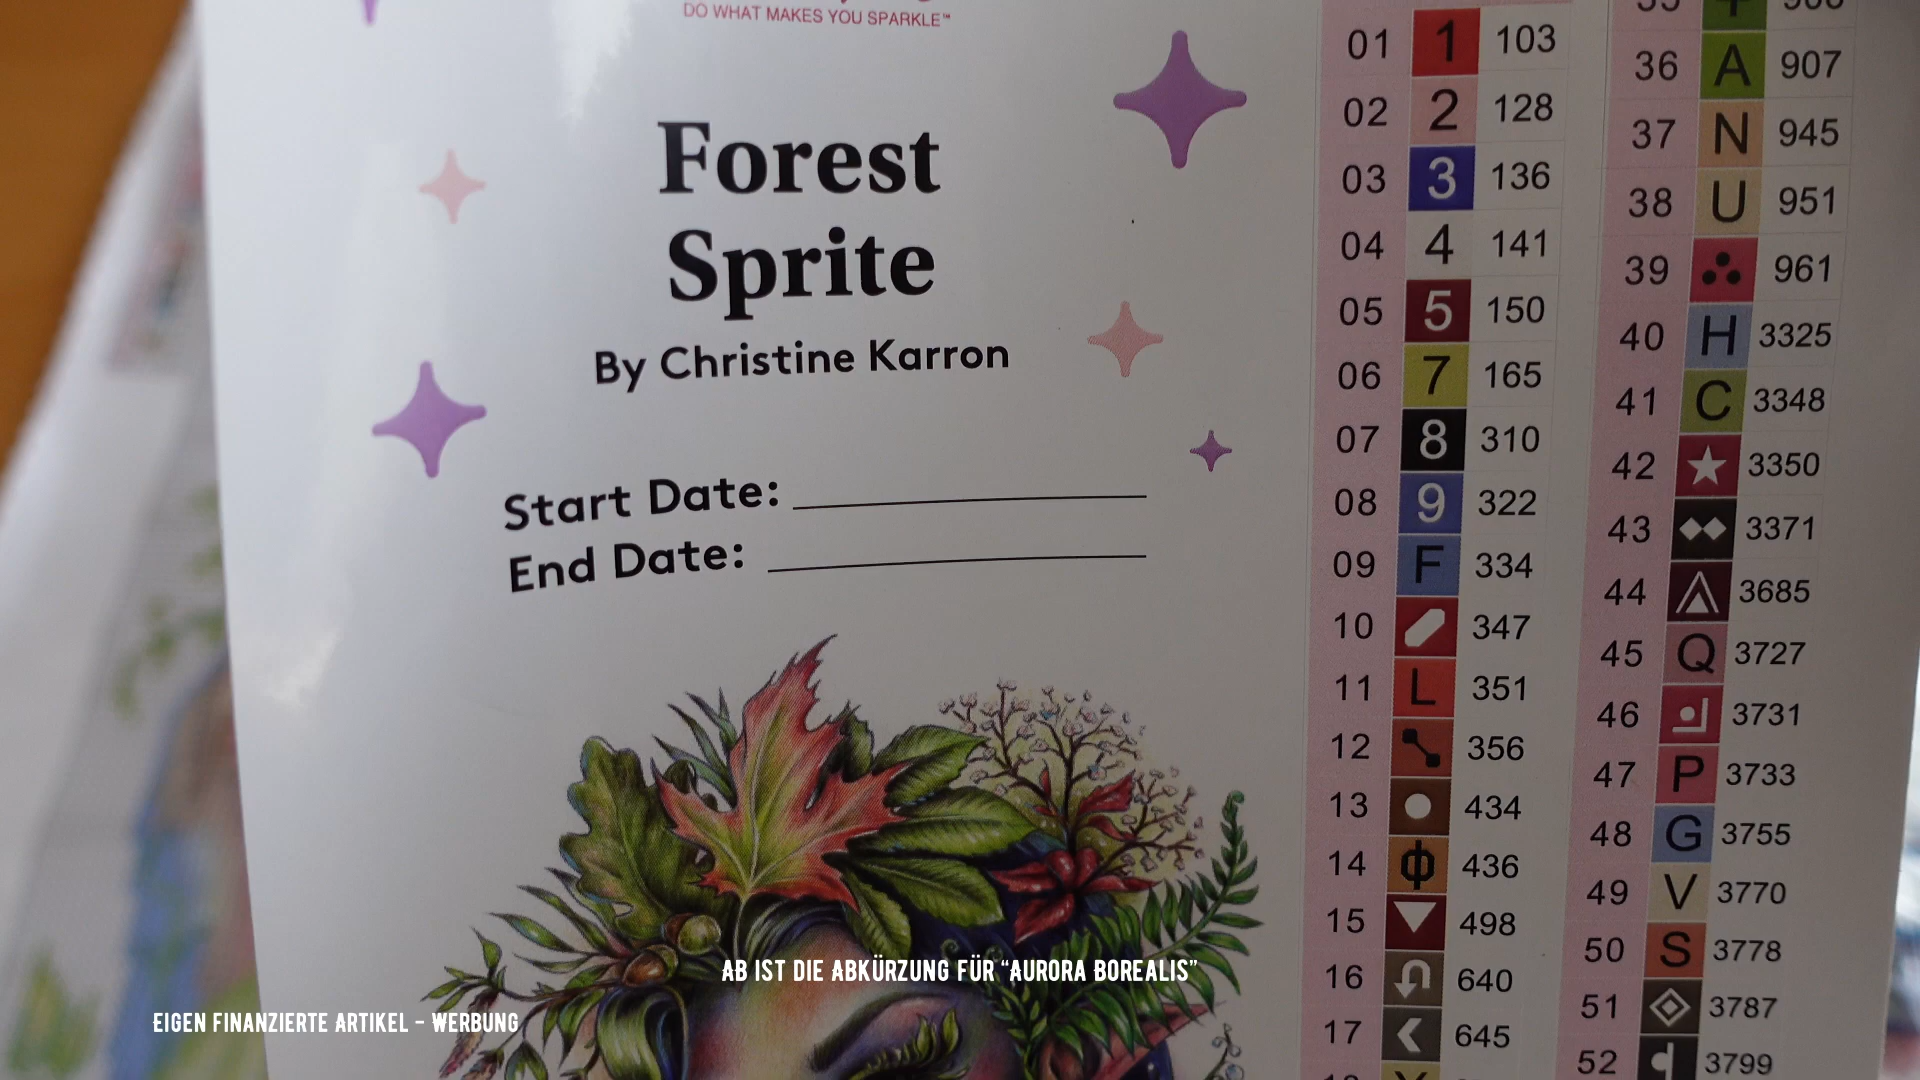 DO WHAT MAKES YOU SPARKLE™
Forest
Sprite
By Christine Karron
Start Date:
End Date:
01 1 103
02 2 128
03 3 136
04 4 141
05 5 150
06 7 165
07 8 310
08 9 322
09 F 334
10 347
11 L 351
12 356
13 434
14 ф 436
15 498
16 640
17 645
36 A 907
37 N 945
38 U 951
39 961
40 H 3325
41 C 3348
42 ★ 3350
43 3371
44 3685
45 Q 3727
46 3731
47 P 3733
48 G 3755
49 V 3770
50 S 3778
51 3787
52 3799
AB IST DIE ABKÜRZUNG FÜR “AURORA BOREALIS”
EIGEN FINANZIERTE ARTIKEL - WERBUNG